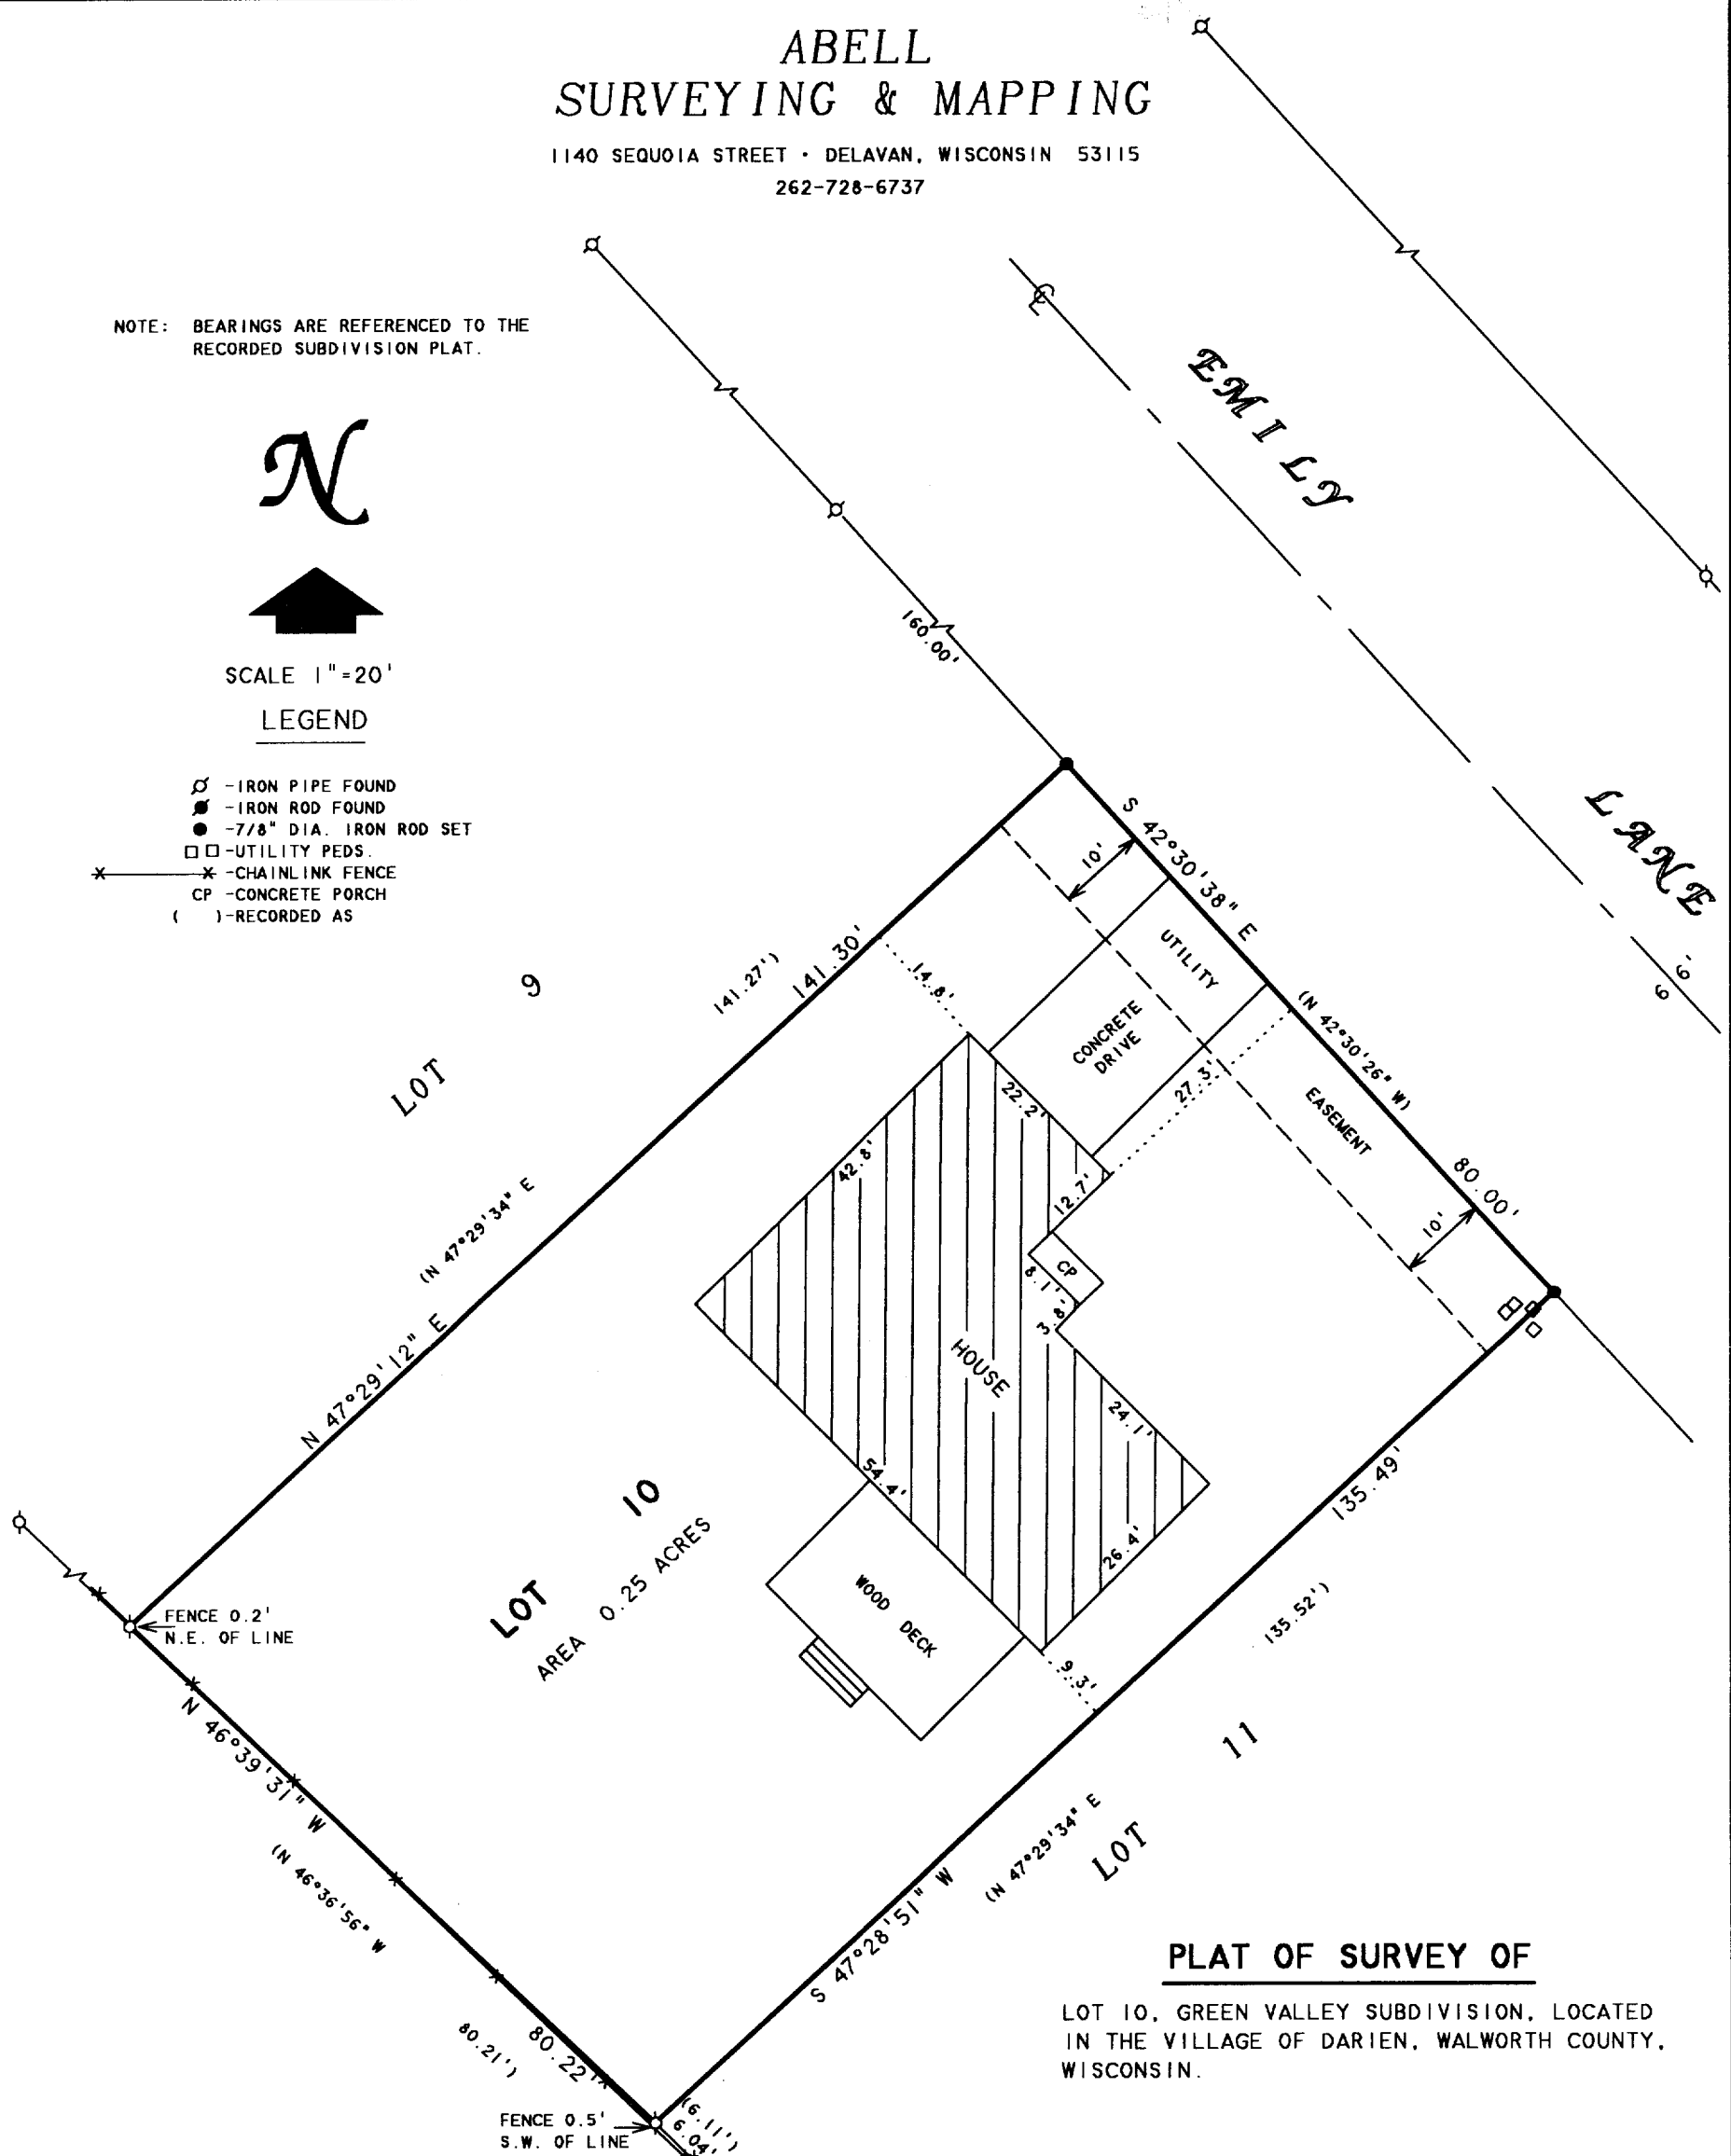 ABELL
SURVEYING & MAPPING
1140 SEQUOIA STREET · DELAVAN, WISCONSIN 53115
262-728-6737
NOTE: BEARINGS ARE REFERENCED TO THE
RECORDED SUBDIVISION PLAT.
N
SCALE 1"=20'
LEGEND
-IRON PIPE FOUND
-IRON ROD FOUND
-7/8" DIA. IRON ROD SET
-UTILITY PEDS.
-CHAINLINK FENCE
CP -CONCRETE PORCH
( )-RECORDED AS
EMILY
LANE
66'
160.00'
S 42°30'38" E
(N 42°30'26" W)
80.00'
10'
UTILITY
EASEMENT
10'
CONCRETE
DRIVE
27.3'
14.8'
141.30'
141.27')
LOT 9
(N 47°29'34" E
N 47°29'12" E
22.2'
42.8'
12.7'
CP
8.1'
3.8'
HOUSE
24.1'
54.4'
26.4'
WOOD DECK
9.3'
135.49'
135.52')
LOT 10
AREA 0.25 ACRES
LOT 11
(N 47°29'34" E
S 47°28'51" W
FENCE 0.2'
N.E. OF LINE
N 46°39'31" W
(N 46°36'56" W
80.22'
80.21')
FENCE 0.5'
S.W. OF LINE
(6.11')
6.04'
PLAT OF SURVEY OF
LOT 10, GREEN VALLEY SUBDIVISION, LOCATED
IN THE VILLAGE OF DARIEN, WALWORTH COUNTY,
WISCONSIN.